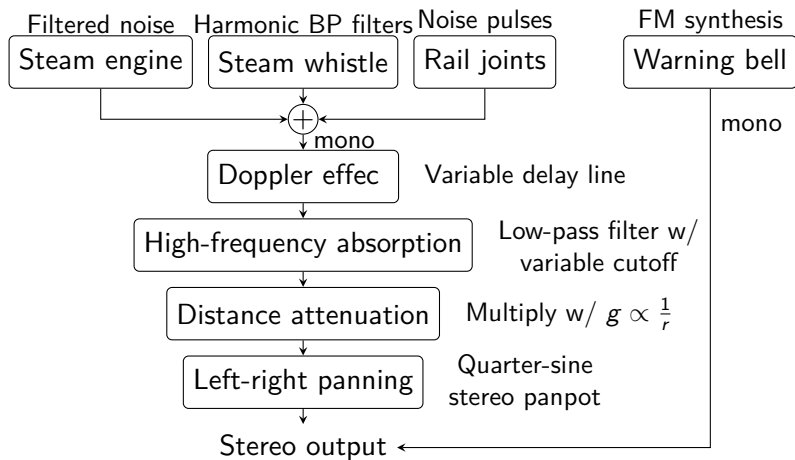 Filtered noise
Harmonic BP filters
Noise pulses
FM synthesis
Steam engine
Steam whistle
Rail joints
Warning bell
+
mono
mono
Doppler effec
Variable delay line
High-frequency absorption
Low-pass filter w/
variable cutoff
Distance attenuation
Multiply w/ g ∝ 1/r
Left-right panning
Quarter-sine
stereo panpot
Stereo output